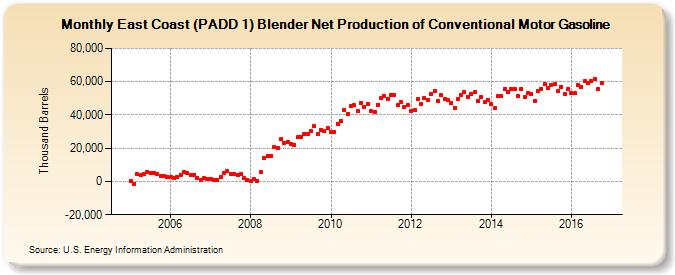 Monthly East Coast (PADD 1) Blender Net Production of Conventional Motor Gasoline
Thousand Barrels
80,000
60,000
40,000
20,000
0
-20,000
2006 2008 2010 2012 2014 2016
Source: U.S. Energy Information Administration